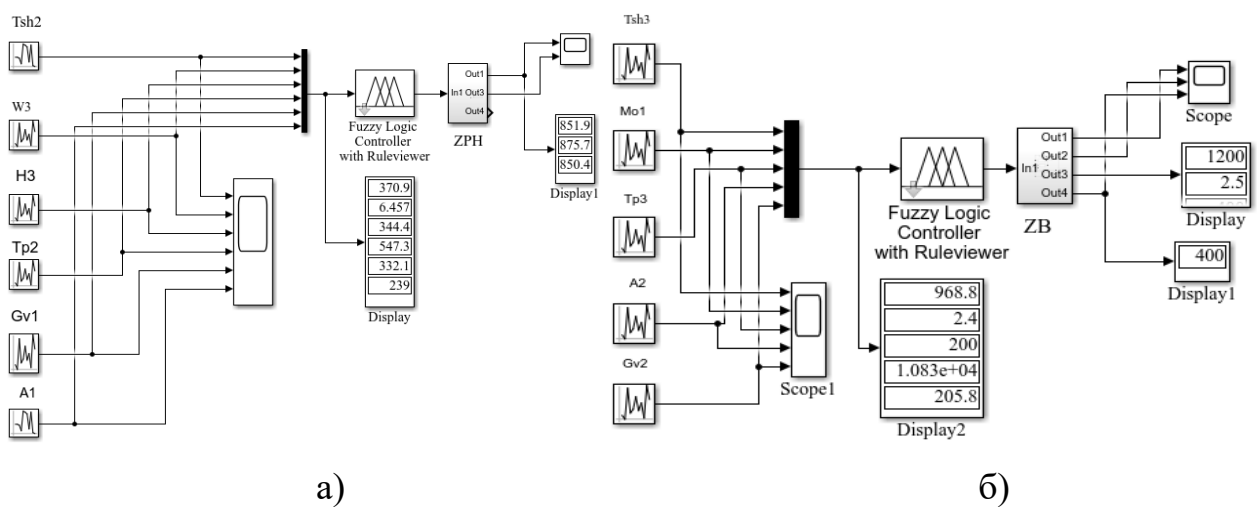 Tsh2
W3
H3
Tp2
Gv1
A1
Fuzzy Logic
Controller
with Ruleviewer
In1
Out1
Out3
Out4
ZPH
851.9
875.7
850.4
Display1
370.9
6.457
344.4
547.3
332.1
239
Display
а)
Tsh3
Mo1
Tp3
A2
Gv2
Scope1
Fuzzy Logic
Controller
with Ruleviewer
In1
Out1
Out2
Out3
Out4
ZB
Scope
1200
2.5
Display
400
Display1
968.8
2.4
200
1.083e+04
205.8
Display2
б)